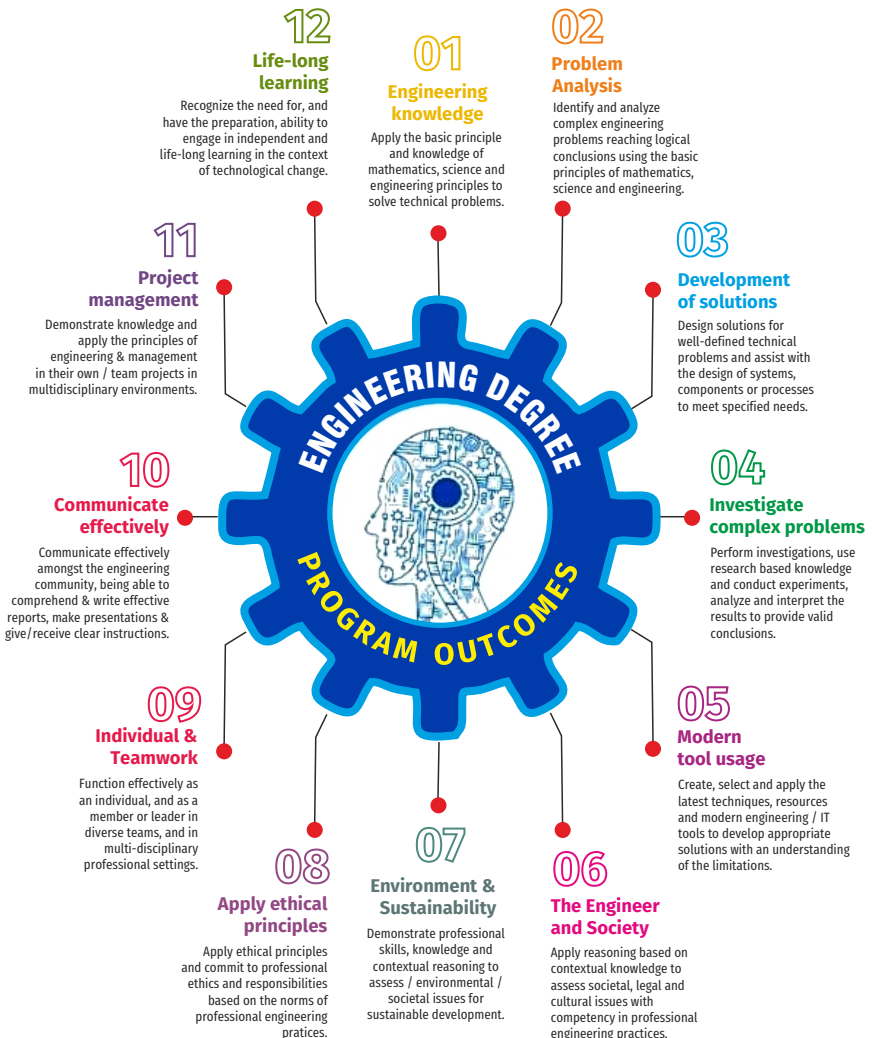 12
Life-long
learning
Recognize the need for, and
have the preparation, ability to
engage in independent and
life-long learning in the context
of technological change.
01
Engineering
knowledge
Apply the basic principle
and knowledge of
mathematics, science and
engineering principles to
solve technical problems.
02
Problem
Analysis
Identify and analyze
complex engineering
problems reaching logical
conclusions using the basic
principles of mathematics,
science and engineering.
11
Project
management
Demonstrate knowledge and
apply the principles of
engineering & management
in their own / team projects in
multidisciplinary environments.
03
Development
of solutions
Design solutions for
well-defined technical
problems and assist with
the design of systems,
components or processes
to meet specified needs.
ENGINEERING DEGREE
PROGRAM OUTCOMES
10
Communicate
effectively
Communicate effectively
amongst the engineering
community, being able to
comprehend & write effective
reports, make presentations &
give/receive clear instructions.
04
Investigate
complex problems
Perform investigations, use
research based knowledge
and conduct experiments,
analyze and interpret the
results to provide valid
conclusions.
09
Individual &
Teamwork
Function effectively as
an individual, and as a
member or leader in
diverse teams, and in
multi-disciplinary
professional settings.
05
Modern
tool usage
Create, select and apply the
latest techniques, resources
and modern engineering / IT
tools to develop appropriate
solutions with an understanding
of the limitations.
08
Apply ethical
principles
Apply ethical principles
and commit to professional
ethics and responsibilities
based on the norms of
professional engineering
pratices.
07
Environment &
Sustainability
Demonstrate professional
skills, knowledge and
contextual reasoning to
assess / environmental /
societal issues for
sustainable development.
06
The Engineer
and Society
Apply reasoning based on
contextual knowledge to
assess societal, legal and
cultural issues with
competency in professional
engineering practices.